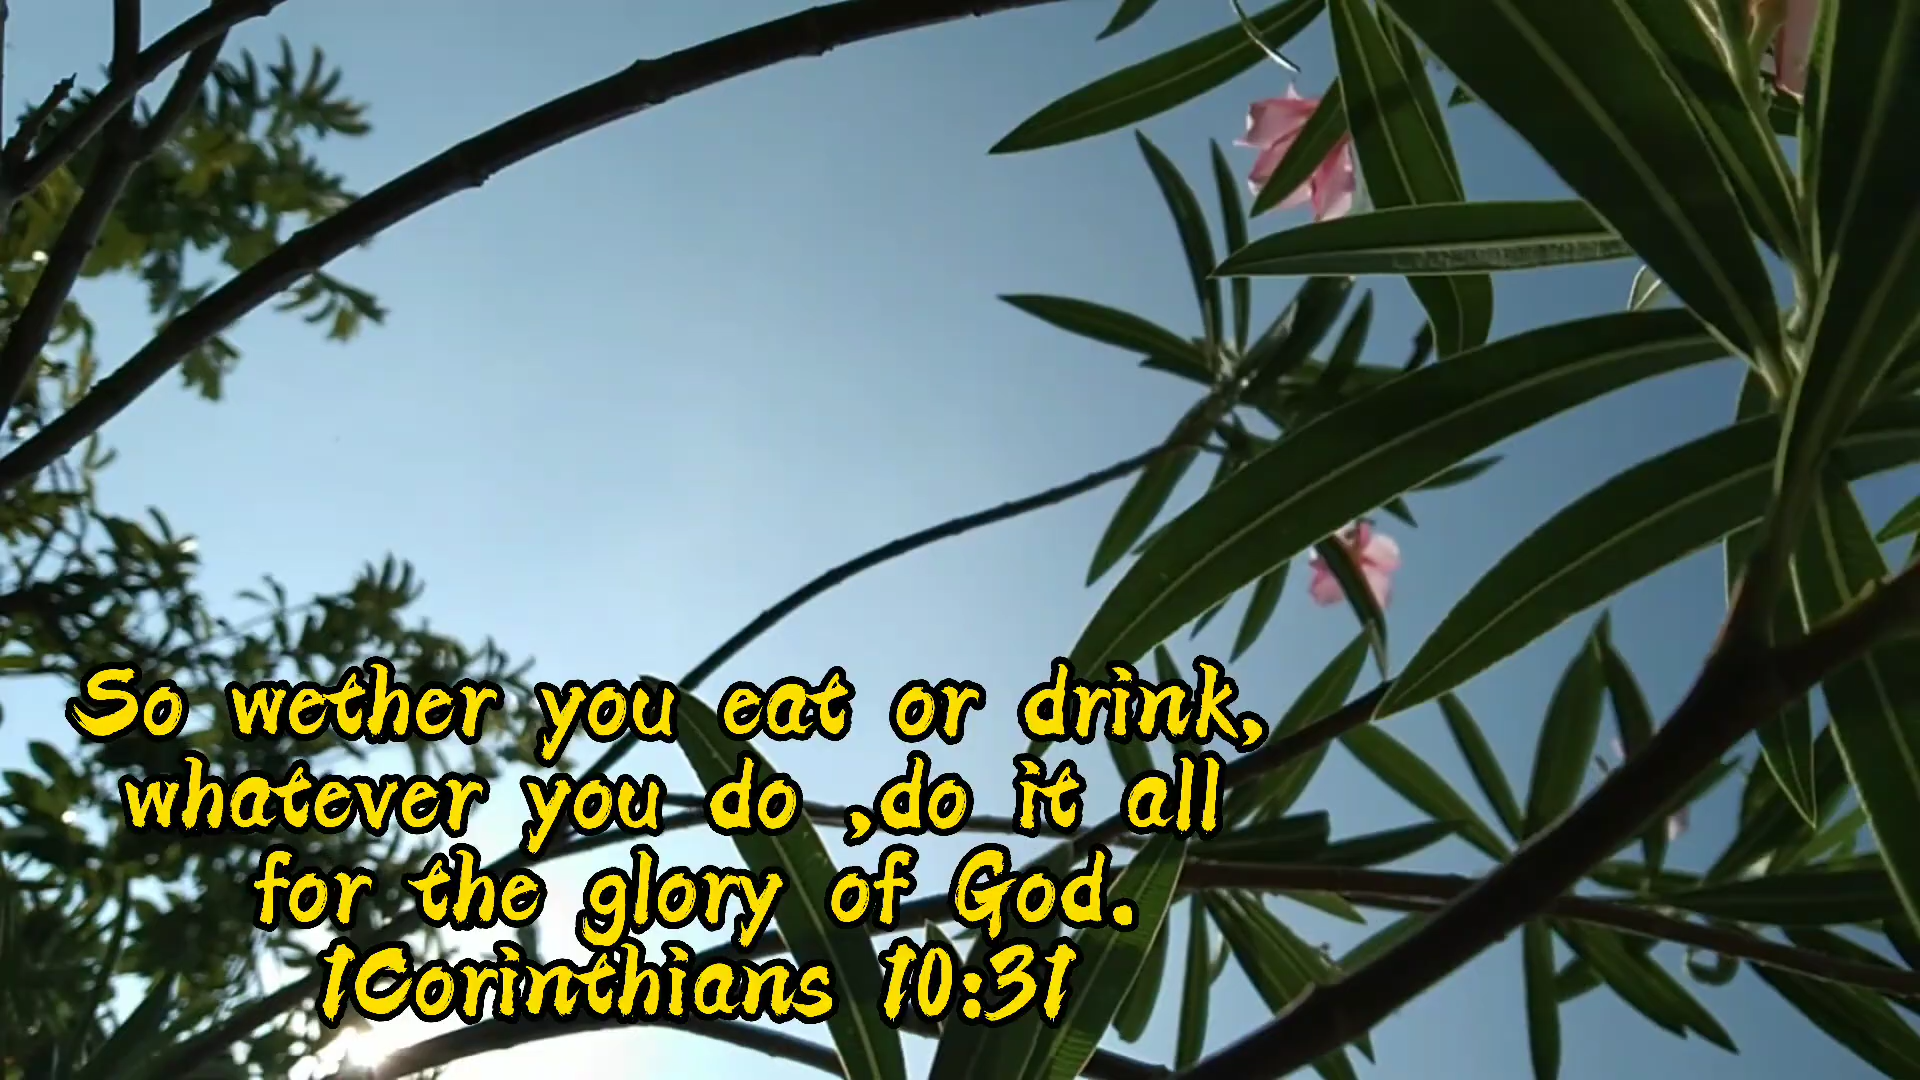 So wether you eat or drink,
whatever you do ,do it all
for the glory of God.
1Corinthians 10:31